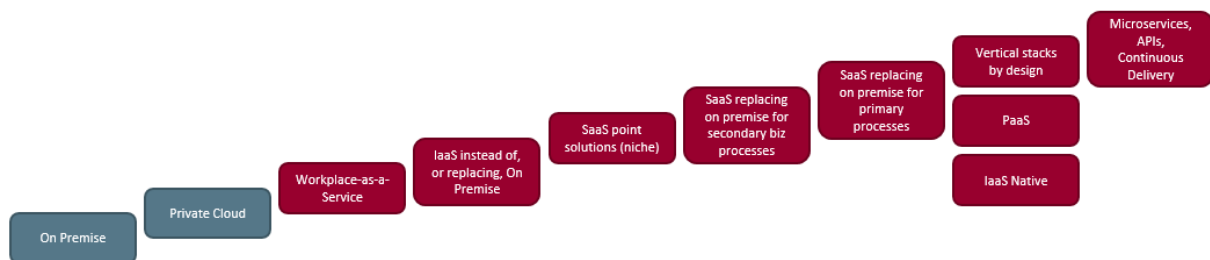 On Premise
Private Cloud
Workplace-as-a-
Service
IaaS instead of,
or replacing, On
Premise
SaaS point
solutions (niche)
SaaS replacing
on premise for
secondary biz
processes
SaaS replacing
on premise for
primary
processes
Vertical stacks
by design
PaaS
IaaS Native
Microservices,
APIs,
Continuous
Delivery